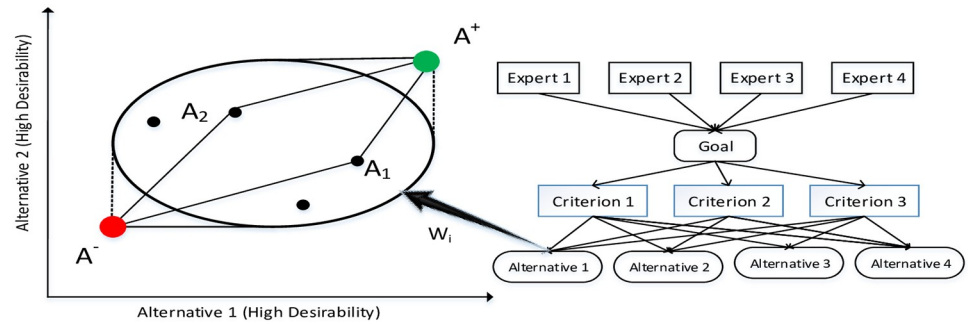 Alternative 2 (High Desirability)
A+
A2
A1
A-
Alternative 1 (High Desirability)
wi
Expert 1
Expert 2
Expert 3
Expert 4
Goal
Criterion 1
Criterion 2
Criterion 3
Alternative 1
Alternative 2
Alternative 3
Alternative 4